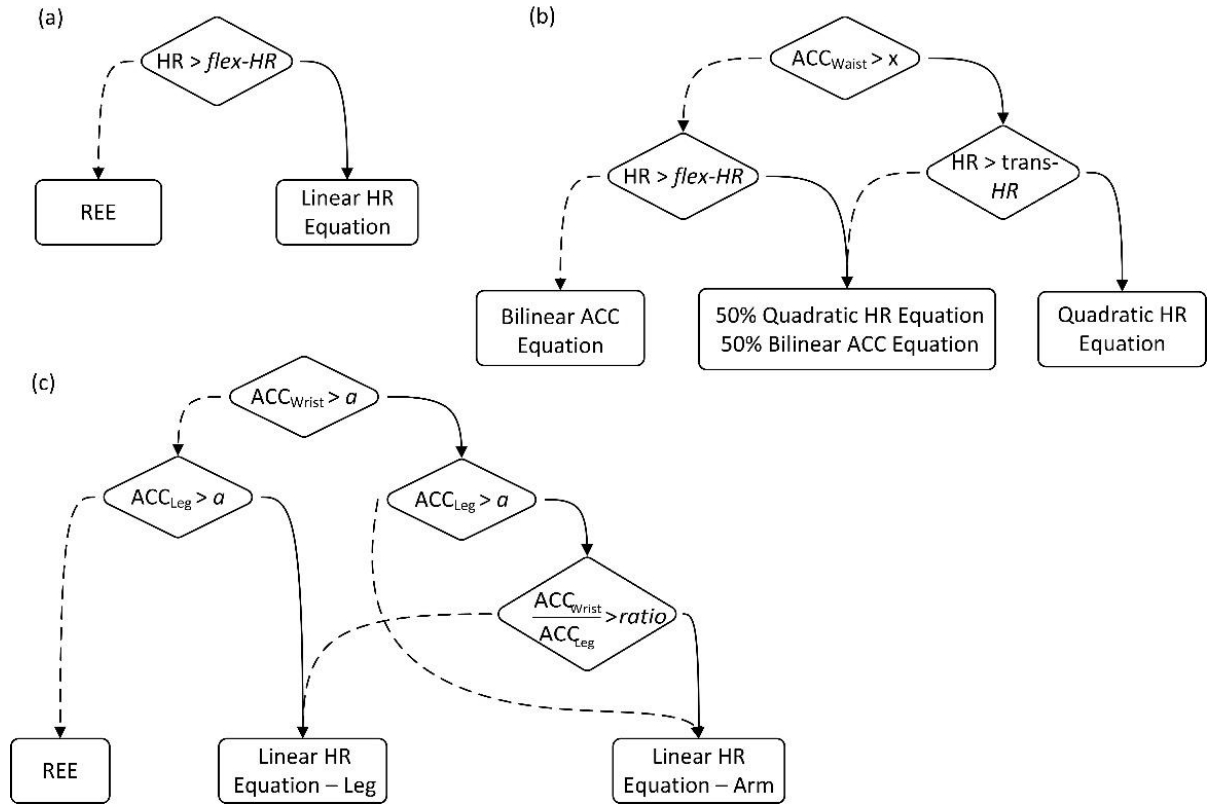 (a)
HR > flex-HR
REE
Linear HR
Equation
(b)
ACCWaist > x
HR > flex-HR
HR > trans-
HR
Bilinear ACC
Equation
50% Quadratic HR Equation
50% Bilinear ACC Equation
Quadratic HR
Equation
(c)
ACCWrist > a
ACCLeg > a
ACCLeg > a
ACCWrist
ACCLeg
>ratio
REE
Linear HR
Equation – Leg
Linear HR
Equation – Arm